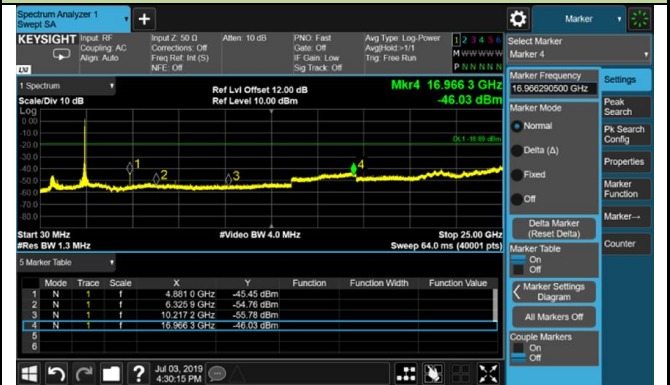 Spectrum Analyzer 1
Swept SA
Marker
KEYSIGHT Input: RF Input Z: 50 Ω Atten: 10 dB PNO: Fast Avg Type: Log-Power 1 2 3 4 5 6
Coupling: AC Corrections: Off Gate: Off Avg|Hold:>1/1 M W W W W W
Align: Auto Freq Ref: Int (S) IF Gain: Low Trig: Free Run
NFE: Off Sig Track: Off P N N N N N
LXI
Select Marker
Marker 4
1 Spectrum
Scale/Div 10 dB
Ref Lvl Offset 12.00 dB
Ref Level 10.00 dBm
Mkr4 16.966 3 GHz
-46.03 dBm
Log
0.00
-10.0
-20.0
-30.0
-40.0
-50.0
-60.0
-70.0
-80.0
1
2
3
4
Start 30 MHz #Video BW 4.0 MHz Stop 25.00 GHz
#Res BW 1.3 MHz Sweep 64.0 ms (40001 pts)
5 Marker Table
Mode Trace Scale X Y Function Function Width Function Value
1 N 1 f 4.881 0 GHz -45.45 dBm
2 N 1 f 6.325 9 GHz -54.76 dBm
3 N 1 f 10.217 2 GHz -55.78 dBm
4 N 1 f 16.966 3 GHz -46.03 dBm
5
6
Jul 03, 2019
4:30:15 PM
Marker Frequency
16.966290500 GHz
Marker Mode
Normal
Delta (Δ)
Fixed
Off
Delta Marker
(Reset Delta)
Marker Table
On
Off
Marker Settings
Diagram
All Markers Off
Couple Markers
On
Off
Settings
Peak
Search
Pk Search
Config
Properties
Marker
Function
Marker→
Counter